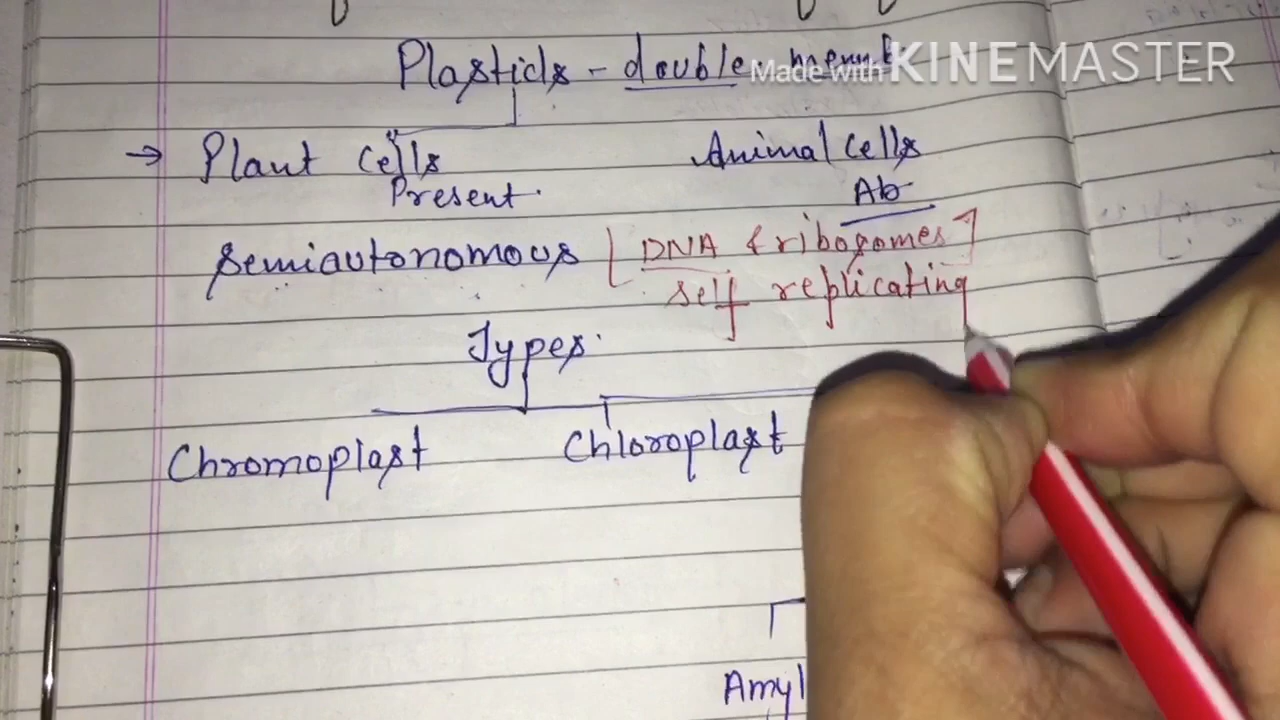 Plastids - double memb
Made with KINEMASTER
→ Plant Cells Animal Cells
Present. Ab
semiautonomous [DNA & ribosomes]
self replicating
Types
Chromoplast Chloroplast
Amyl